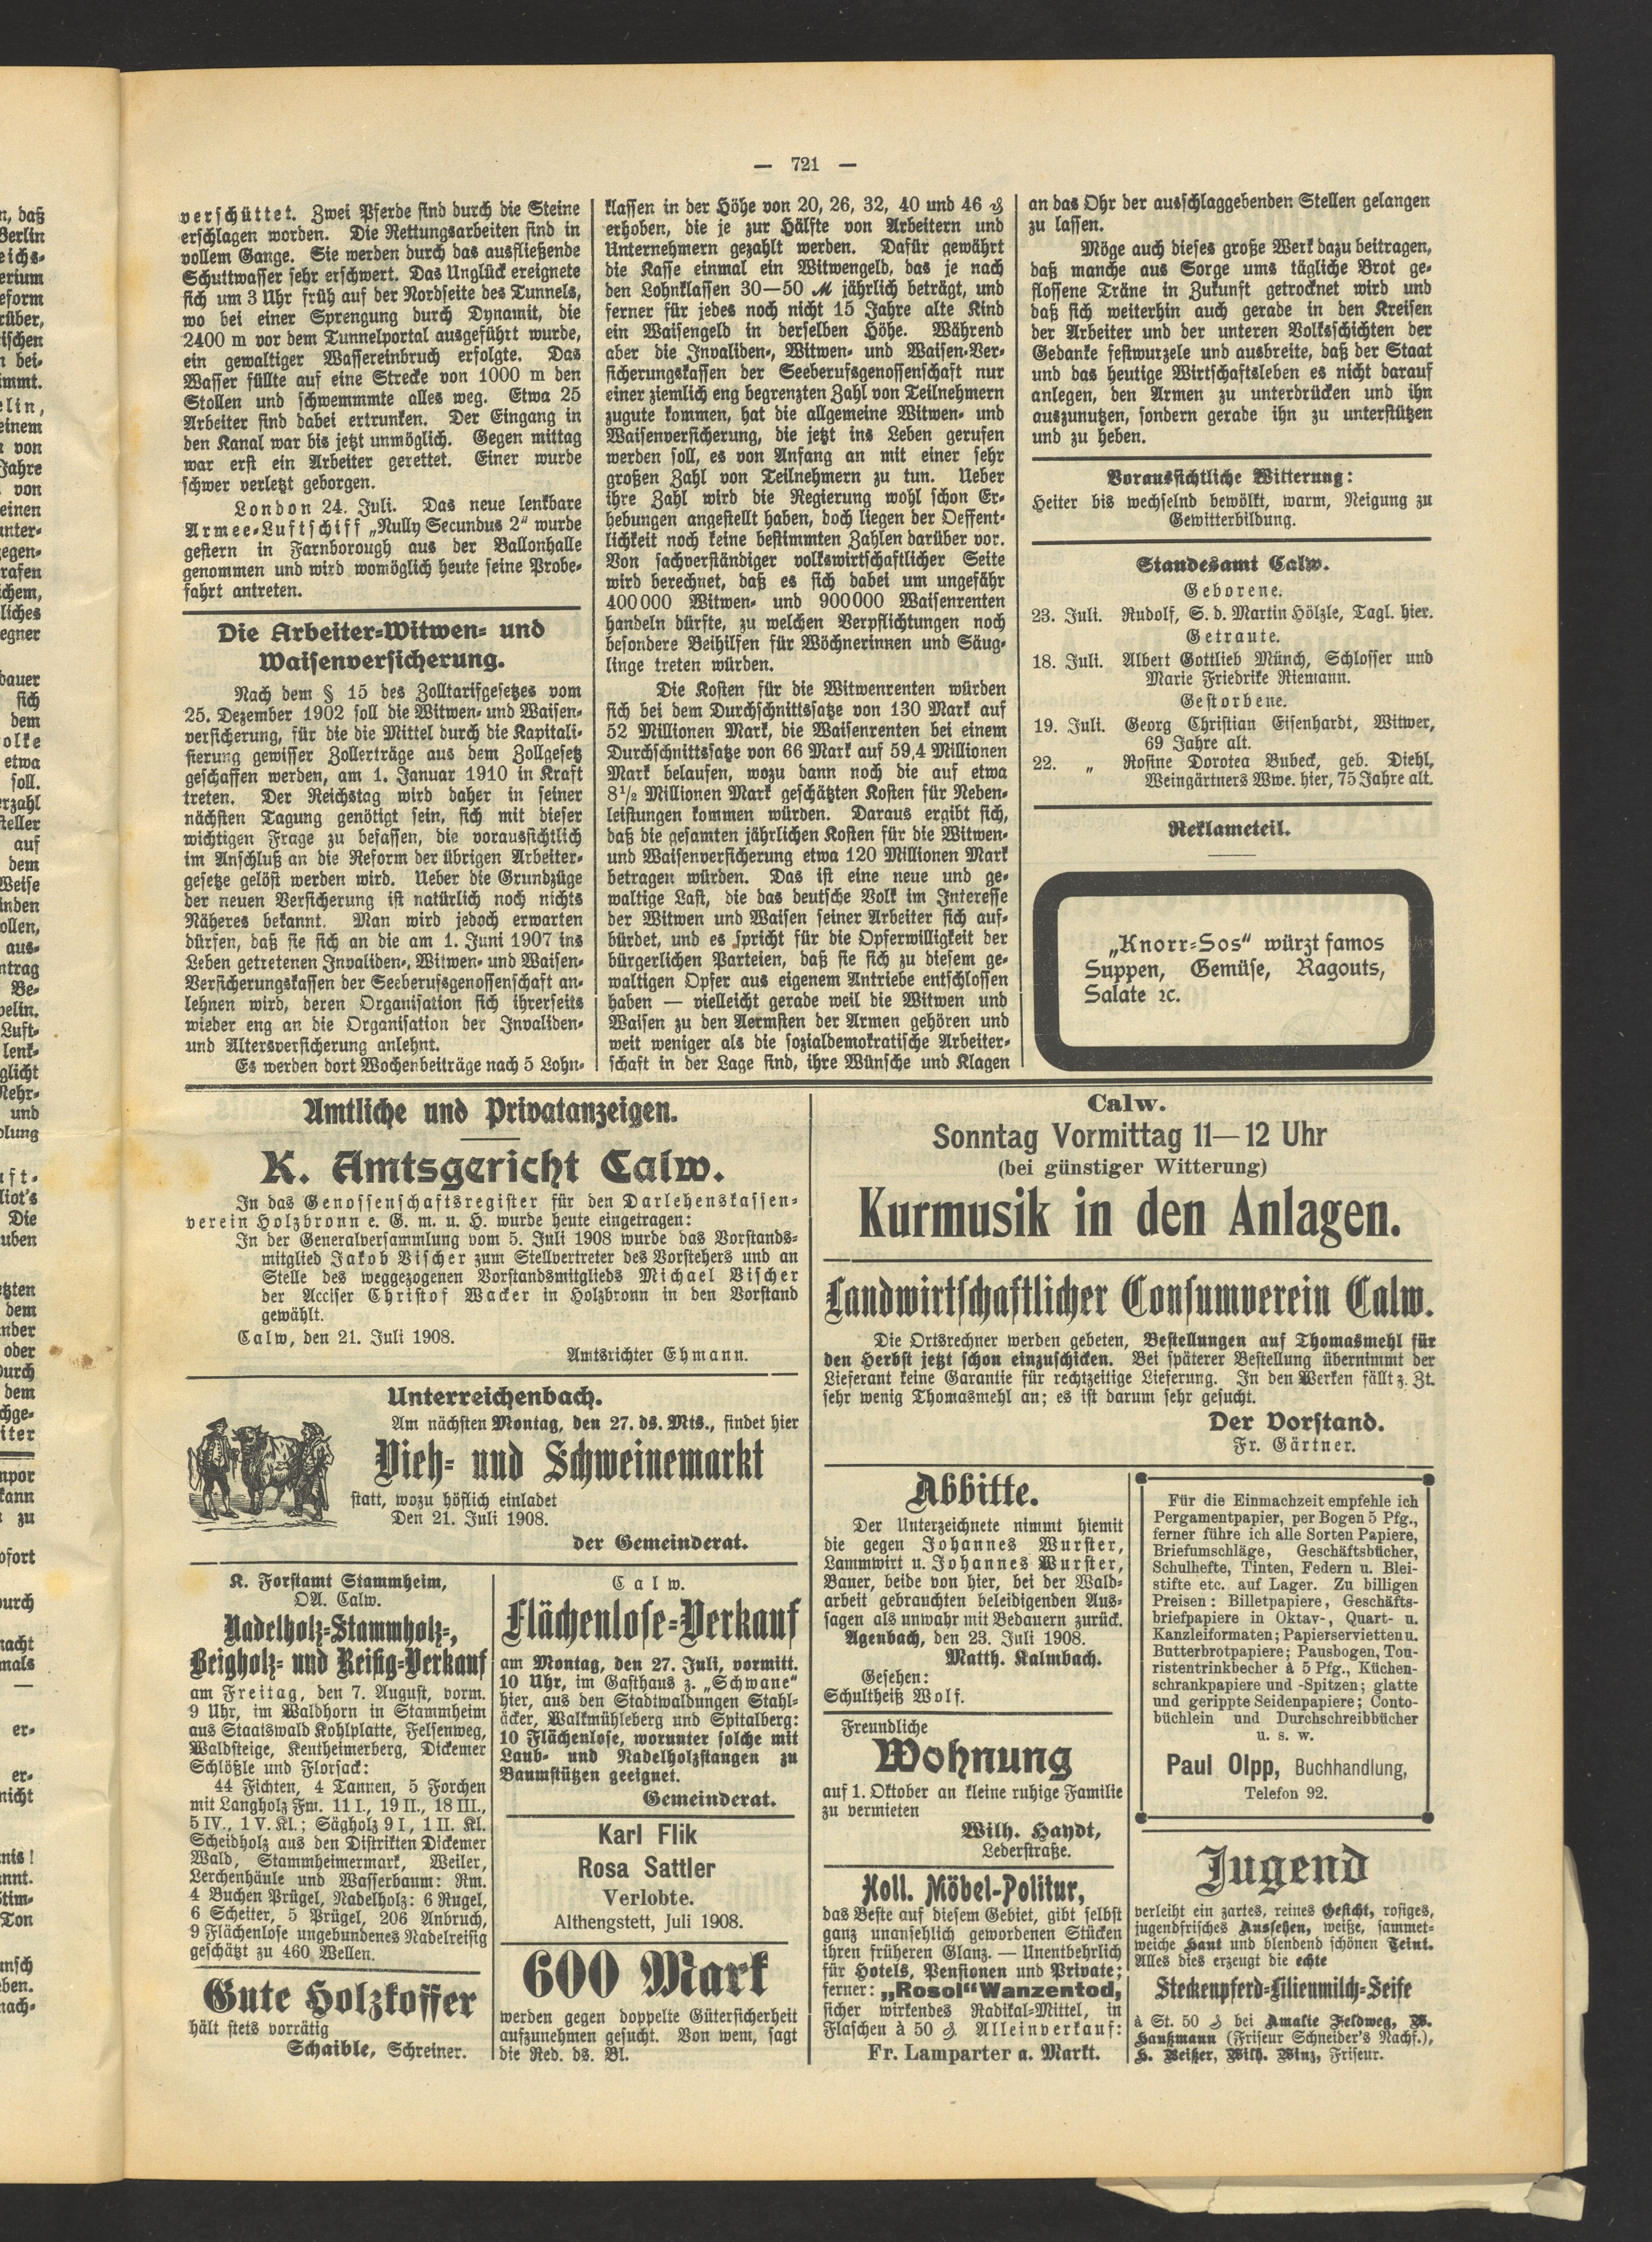 — 721 —
verschüttet. Zwei Pferde sind durch die Steine
erschlagen worden. Die Rettungsarbeiten sind in
vollem Gange. Sie werden durch das ausfließende
Schuttwasser sehr erschwert. Das Unglück ereignete
sich um 3 Uhr früh auf der Nordseite des Tunnels,
wo bei einer Sprengung durch Dynamit, die
2400 m vor dem Tunnelportal ausgeführt wurde,
ein gewaltiger Wassereinbruch erfolgte. Das
Wasser füllte auf eine Strecke von 1000 m den
Stollen und schwemmmte alles weg. Etwa 25
Arbeiter sind dabei ertrunken. Der Eingang in
den Kanal war bis jetzt unmöglich. Gegen mittag
war erst ein Arbeiter gerettet. Einer wurde
schwer verletzt geborgen.
London 24. Juli. Das neue lenkbare
Armee-Luftschiff „Nully Secundus 2“ wurde
gestern in Farnborough aus der Ballonhalle
genommen und wird womöglich heute seine Probe-
fahrt antreten.
Die Arbeiter-Witwen- und
Waisenversicherung.
Nach dem § 15 des Zolltarifgesetzes vom
25. Dezember 1902 soll die Witwen- und Waisen-
versicherung, für die die Mittel durch die Kapitali-
sierung gewisser Zollerträge aus dem Zollgesetz
geschaffen werden, am 1. Januar 1910 in Kraft
treten. Der Reichstag wird daher in seiner
nächsten Tagung genötigt sein, sich mit dieser
wichtigen Frage zu befassen, die voraussichtlich
im Anschluß an die Reform der übrigen Arbeiter-
gesetze gelöst werden wird. Ueber die Grundzüge
der neuen Versicherung ist natürlich noch nichts
Näheres bekannt. Man wird jedoch erwarten
dürfen, daß sie sich an die am 1. Juni 1907 ins
Leben getretenen Invaliden-, Witwen- und Waisen-
Versicherungskassen der Seeberufsgenossenschaft an-
lehnen wird, deren Organisation sich ihrerseits
wieder eng an die Organisation der Invaliden-
und Altersversicherung anlehnt.
Es werden dort Wochenbeiträge nach 5 Lohn-
klassen in der Höhe von 20, 26, 32, 40 und 46 ₰
erhoben, die je zur Hälfte von Arbeitern und
Unternehmern gezahlt werden. Dafür gewährt
die Kasse einmal ein Witwengeld, das je nach
den Lohnklassen 30—50 ℳ jährlich beträgt, und
ferner für jedes noch nicht 15 Jahre alte Kind
ein Waisengeld in derselben Höhe. Während
aber die Invaliden-, Witwen- und Waisen-Ver-
sicherungskassen der Seeberufsgenossenschaft nur
einer ziemlich eng begrenzten Zahl von Teilnehmern
zugute kommen, hat die allgemeine Witwen- und
Waisenversicherung, die jetzt ins Leben gerufen
werden soll, es von Anfang an mit einer sehr
großen Zahl von Teilnehmern zu tun. Ueber
ihre Zahl wird die Regierung wohl schon Er-
hebungen angestellt haben, doch liegen der Oeffent-
lichkeit noch keine bestimmten Zahlen darüber vor.
Von sachverständiger volkswirtschaftlicher Seite
wird berechnet, daß es sich dabei um ungefähr
400000 Witwen- und 900000 Waisenrenten
handeln dürfte, zu welchen Verpflichtungen noch
besondere Beihilfen für Wöchnerinnen und Säug-
linge treten würden.
Die Kosten für die Witwenrenten würden
sich bei dem Durchschnittssatze von 130 Mark auf
52 Millionen Mark, die Waisenrenten bei einem
Durchschnittssatze von 66 Mark auf 59,4 Millionen
Mark belaufen, wozu dann noch die auf etwa
8½ Millionen Mark geschätzten Kosten für Neben-
leistungen kommen würden. Daraus ergibt sich,
daß die gesamten jährlichen Kosten für die Witwen-
und Waisenversicherung etwa 120 Millionen Mark
betragen würden. Das ist eine neue und ge-
waltige Last, die das deutsche Volk im Interesse
der Witwen und Waisen seiner Arbeiter sich auf-
bürdet, und es spricht für die Opferwilligkeit der
bürgerlichen Parteien, daß sie sich zu diesem ge-
waltigen Opfer aus eigenem Antriebe entschlossen
haben — vielleicht gerade weil die Witwen und
Waisen zu den Aermsten der Armen gehören und
weit weniger als die sozialdemokratische Arbeiter-
schaft in der Lage sind, ihre Wünsche und Klagen
an das Ohr der ausschlaggebenden Stellen gelangen
zu lassen.
Möge auch dieses große Werk dazu beitragen,
daß manche aus Sorge ums tägliche Brot ge-
flossene Träne in Zukunft getrocknet wird und
daß sich weiterhin auch gerade in den Kreisen
der Arbeiter und der unteren Volksschichten der
Gedanke festwurzele und ausbreite, daß der Staat
und das heutige Wirtschaftsleben es nicht darauf
anlegen, den Armen zu unterdrücken und ihn
auszunutzen, sondern gerade ihn zu unterstützen
und zu heben.
Voraussichtliche Witterung:
Heiter bis wechselnd bewölkt, warm, Neigung zu
Gewitterbildung.
Standesamt Calw.
Geborene.
23. Juli. Rudolf, S. d. Martin Hölzle, Tagl. hier.
Getraute.
18. Juli. Albert Gottlieb Münch, Schlosser und
Marie Friedrike Niemann.
Gestorbene.
19. Juli. Georg Christian Eisenhardt, Witwer,
69 Jahre alt.
22. „ Rosine Dorotea Bubeck, geb. Diehl,
Weingärtners Wwe. hier, 75 Jahre alt.
Reklameteil.
„Knorr-Sos“ würzt famos
Suppen, Gemüse, Ragouts,
Salate ꝛc.
Amtliche und Privatanzeigen.
K. Amtsgericht Calw.
In das Genossenschaftsregister für den Darlehenskassen-
verein Holzbronn e. G. m. u. H. wurde heute eingetragen:
In der Generalversammlung vom 5. Juli 1908 wurde das Vorstands-
mitglied Jakob Vischer zum Stellvertreter des Vorstehers und an
Stelle des weggezogenen Vorstandsmitglieds Michael Vischer
der Acciser Christof Wacker in Holzbronn in den Vorstand
gewählt.
Calw, den 21. Juli 1908.
Amtsrichter Ehmann.
Unterreichenbach.
Am nächsten Montag, den 27. ds. Mts., findet hier
Vieh- und Schweinemarkt
statt, wozu höflich einladet
Den 21. Juli 1908.
der Gemeinderat.
K. Forstamt Stammheim,
OA. Calw.
Nadelholz-Stammholz-,
Beigholz- und Reisig-Verkauf
am Freitag, den 7. August, vorm.
9 Uhr, im Waldhorn in Stammheim
aus Staatswald Kohlplatte, Felsenweg,
Waldsteige, Kentheimerberg, Dickemer
Schlößle und Florsack:
44 Fichten, 4 Tannen, 5 Forchen
mit Langholz Fm. 11 I., 19 II., 18 III.,
5 IV., 1 V. Kl.; Sägholz 9 I, 1 II. Kl.
Scheidholz aus den Distrikten Dickemer
Wald, Stammheimermark, Weiler,
Lerchenhäule und Wasserbaum: Rm.
4 Buchen Prügel, Nadelholz: 6 Rugel,
6 Scheiter, 5 Prügel, 206 Anbruch,
9 Flächenlose ungebundenes Nadelreisig
geschätzt zu 460 Wellen.
Gute Holzkoffer
hält stets vorrätig
Schaible, Schreiner.
Calw.
Flächenlose-Verkauf
am Montag, den 27. Juli, vormitt.
10 Uhr, im Gasthaus z. „Schwane“
hier, aus den Stadtwaldungen Stahl-
äcker, Walkmühleberg und Spitalberg:
10 Flächenlose, worunter solche mit
Laub- und Nadelholzstangen zu
Baumstützen geeignet.
Gemeinderat.
Karl Flik
Rosa Sattler
Verlobte.
Althengstett, Juli 1908.
600 Mark
werden gegen doppelte Gütersicherheit
aufzunehmen gesucht. Von wem, sagt
die Red. ds. Bl.
Calw.
Sonntag Vormittag 11—12 Uhr
(bei günstiger Witterung)
Kurmusik in den Anlagen.
Landwirtschaftlicher Consumverein Calw.
Die Ortsrechner werden gebeten, Bestellungen auf Thomasmehl für
den Herbst jetzt schon einzuschicken. Bei späterer Bestellung übernimmt der
Lieferant keine Garantie für rechtzeitige Lieferung. In den Werken fällt z. Zt.
sehr wenig Thomasmehl an; es ist darum sehr gesucht.
Der Vorstand.
Fr. Gärtner.
Abbitte.
Der Unterzeichnete nimmt hiemit
die gegen Johannes Wurster,
Lammwirt u. Johannes Wurster,
Bauer, beide von hier, bei der Wald-
arbeit gebrauchten beleidigenden Aus-
sagen als unwahr mit Bedauern zurück.
Agenbach, den 23. Juli 1908.
Matth. Kalmbach.
Gesehen:
Schultheiß Wolf.
Freundliche
Wohnung
auf 1. Oktober an kleine ruhige Familie
zu vermieten
Wilh. Haydt,
Lederstraße.
Holl. Möbel-Politur,
das Beste auf diesem Gebiet, gibt selbst
ganz unansehlich gewordenen Stücken
ihren früheren Glanz. — Unentbehrlich
für Hotels, Pensionen und Private;
ferner: „Rosol“ Wanzentod,
sicher wirkendes Radikal-Mittel, in
Flaschen à 50 ₰. Alleinverkauf:
Fr. Lamparter a. Markt.
Für die Einmachzeit empfehle ich
Pergamentpapier, per Bogen 5 Pfg.,
ferner führe ich alle Sorten Papiere,
Briefumschläge, Geschäftsbücher,
Schulhefte, Tinten, Federn u. Blei-
stifte etc. auf Lager. Zu billigen
Preisen: Billetpapiere, Geschäfts-
briefpapiere in Oktav-, Quart- u.
Kanzleiformaten; Papierservietten u.
Butterbrotpapiere; Pausbogen, Tou-
ristentrinkbecher à 5 Pfg., Küchen-
schrankpapiere und -Spitzen; glatte
und gerippte Seidenpapiere; Conto-
büchlein und Durchschreibbücher
u. s. w.
Paul Olpp, Buchhandlung,
Telefon 92.
Jugend
verleiht ein zartes, reines Gesicht, rosiges,
jugendfrisches Aussehen, weiße, sammet-
weiche Haut und blendend schönen Teint.
Alles dies erzeugt die echte
Steckenpferd-Lilienmilch-Seife
à St. 50 ₰ bei Amalie Feldweg, W.
Haußmann (Friseur Schneider's Nachf.),
H. Beißer, Wilh. Winz, Friseur.